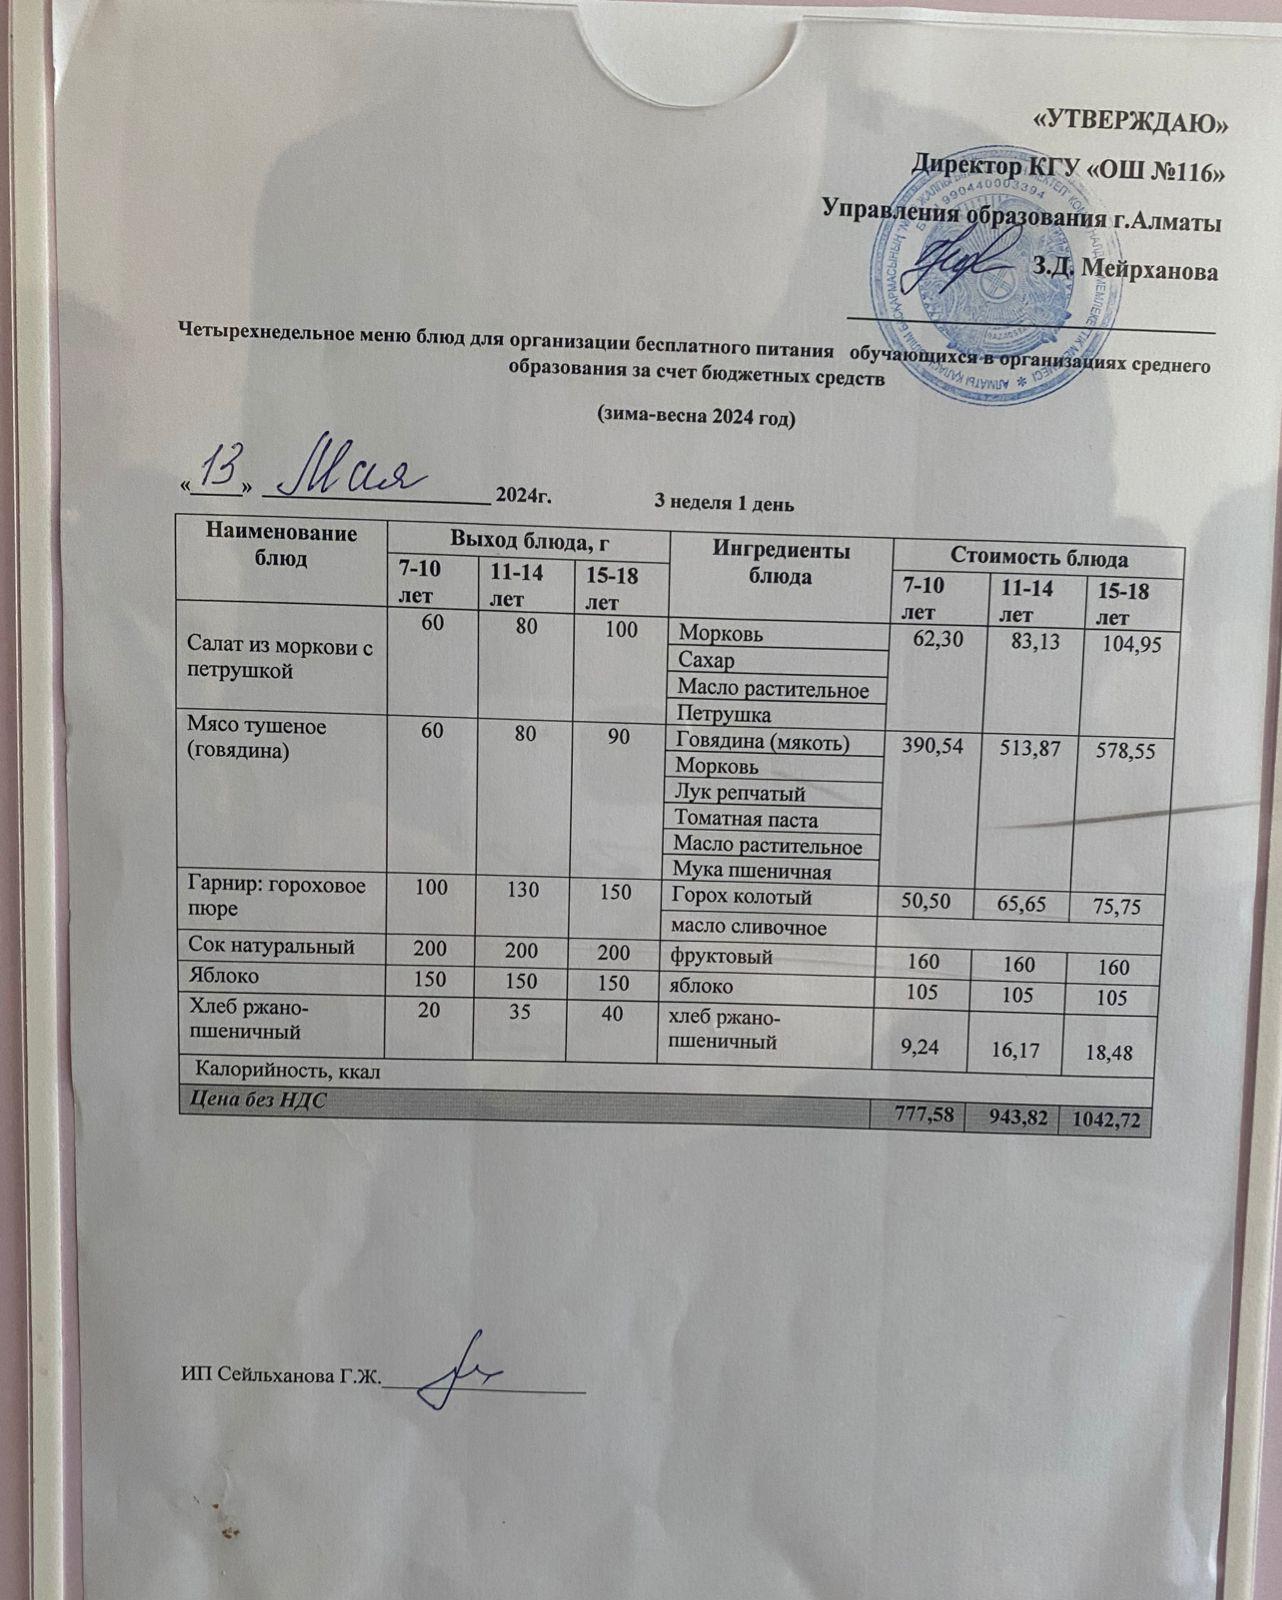 «УТВЕРЖДАЮ»
Директор КГУ «ОШ №116»
Управления образования г.Алматы
З.Д. Мейрханова
990440003394
Четырехнедельное меню блюд для организации бесплатного питания обучающихся в организациях среднего
образования за счет бюджетных средств
(зима-весна 2024 год)
«13» Мая 2024г. 3 неделя 1 день
Наименование блюд Выход блюда, г Ингредиенты блюда Стоимость блюда
7-10 лет 11-14 лет 15-18 лет 7-10 лет 11-14 лет 15-18 лет
Салат из моркови с петрушкой 60 80 100 Морковь 62,30 83,13 104,95
Сахар
Масло растительное
Петрушка
Мясо тушеное (говядина) 60 80 90 Говядина (мякоть) 390,54 513,87 578,55
Морковь
Лук репчатый
Томатная паста
Масло растительное
Мука пшеничная
Гарнир: гороховое пюре 100 130 150 Горох колотый 50,50 65,65 75,75
масло сливочное
Сок натуральный 200 200 200 фруктовый 160 160 160
Яблоко 150 150 150 яблоко 105 105 105
Хлеб ржано-пшеничный 20 35 40 хлеб ржано-пшеничный 9,24 16,17 18,48
Калорийность, ккал
Цена без НДС 777,58 943,82 1042,72
ИП Сейльханова Г.Ж.